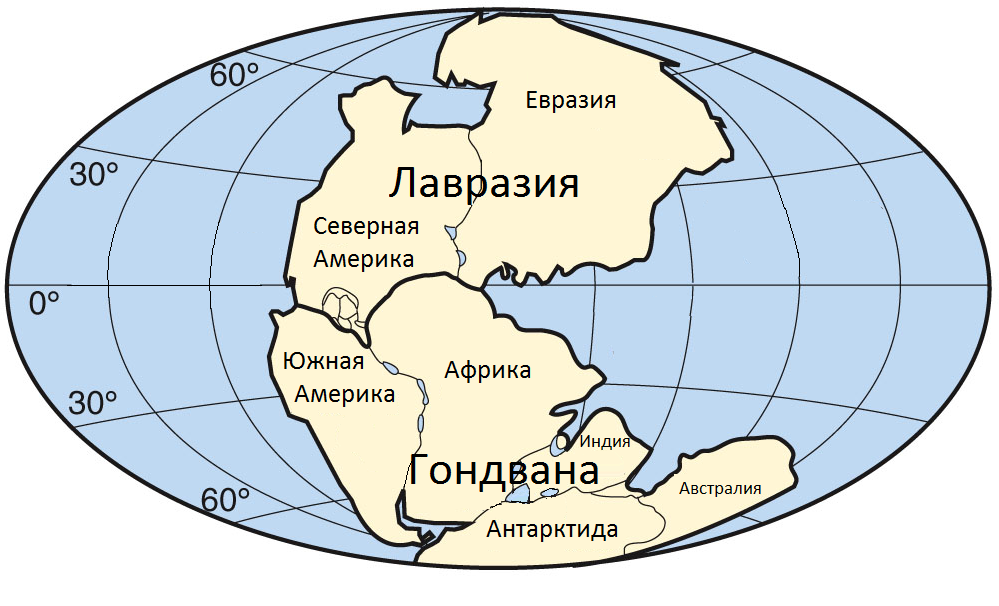 60°
Евразия
30°
Лавразия
Северная
Америка
0°
Южная
Америка
Африка
30°
Индия
Гондвана
Австралия
60°
Антарктида